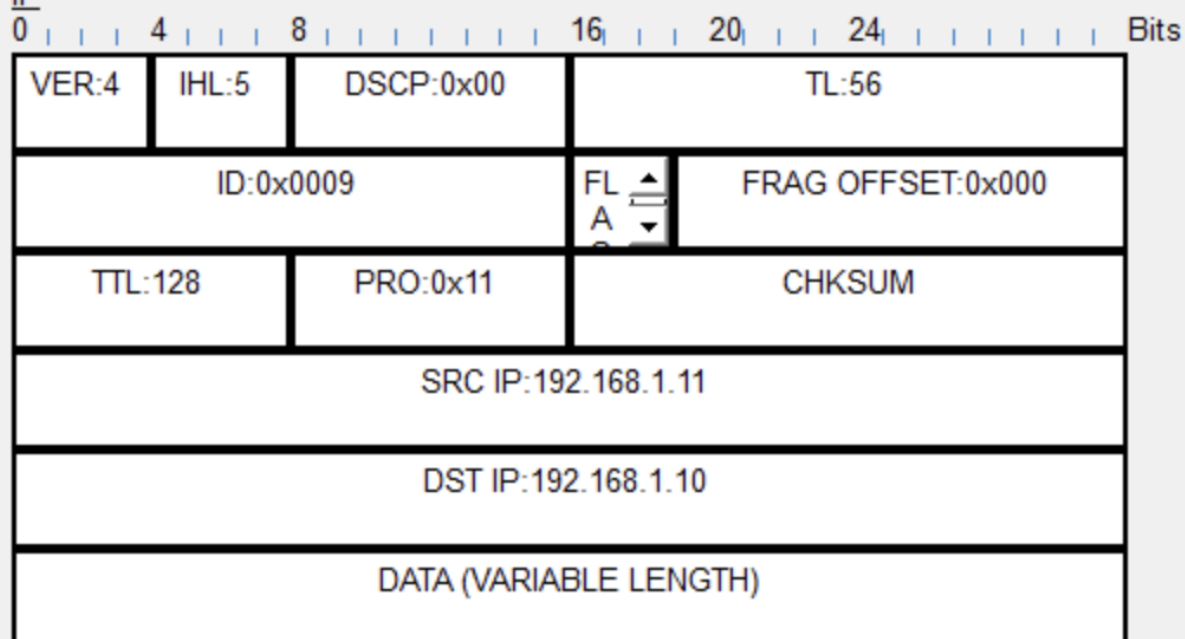 0 4 8 16 20 24 Bits
VER:4 IHL:5 DSCP:0x00 TL:56
ID:0x0009 FL FRAG OFFSET:0x000
A
TTL:128 PRO:0x11 CHKSUM
SRC IP:192.168.1.11
DST IP:192.168.1.10
DATA (VARIABLE LENGTH)